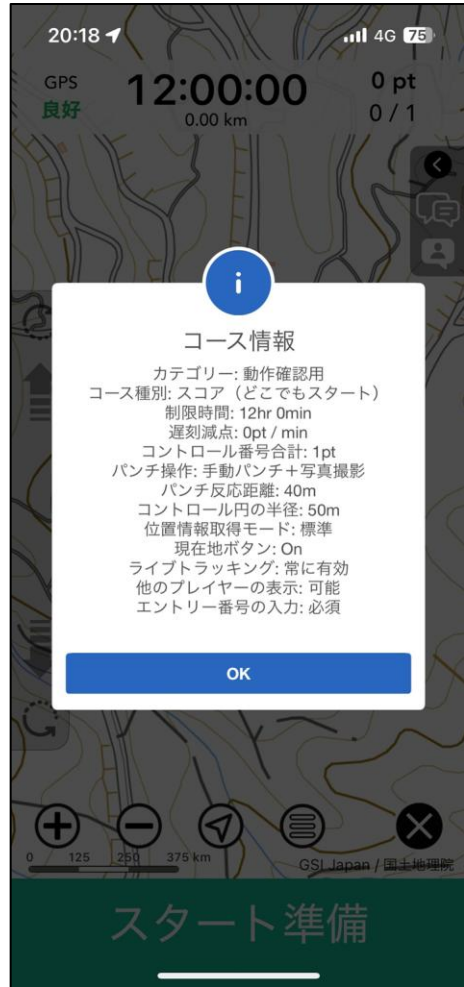 20:18
4G 75
GPS
良好
12:00:00
0.00 km
0 pt
0 / 1
i
コース情報
カテゴリー: 動作確認用
コース種別: スコア（どこでもスタート）
制限時間: 12hr 0min
遅刻減点: 0pt / min
コントロール番号合計: 1pt
パンチ操作: 手動パンチ＋写真撮影
パンチ反応距離: 40m
コントロール円の半径: 50m
位置情報取得モード: 標準
現在地ボタン: On
ライブトラッキング: 常に有効
他のプレイヤーの表示: 可能
エントリー番号の入力: 必須
OK
0 125 250 375 km
GSI Japan / 国土地理院
スタート準備